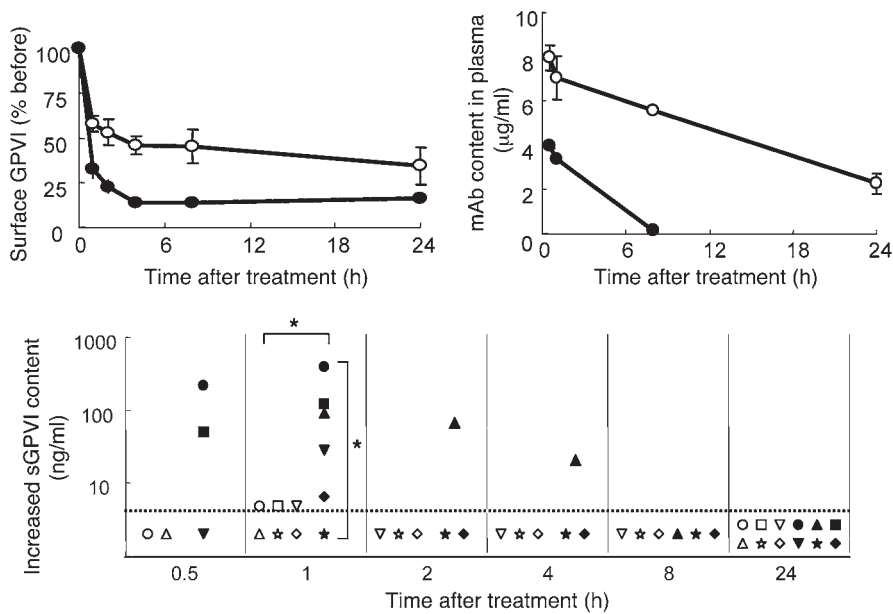 100
75
50
25
0
Surface GPVI (% before)
0 6 12 18 24
Time after treatment (h)
10
8
6
4
2
0
mAb content in plasma
(µg/ml)
0 6 12 18 24
Time after treatment (h)
1000
100
10
Increased sGPVI content
(ng/ml)
*
*
0.5 1 2 4 8 24
Time after treatment (h)